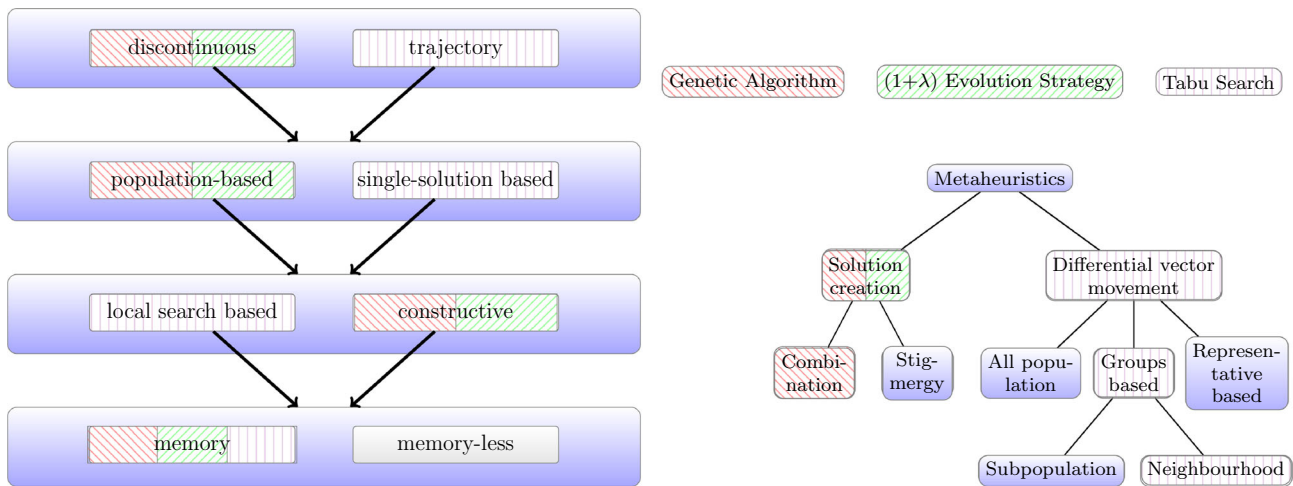 discontinuous
trajectory
population-based
single-solution based
local search based
constructive
memory
memory-less
Genetic Algorithm
(1+λ) Evolution Strategy
Tabu Search
Metaheuristics
Solution
creation
Differential vector
movement
Combi-
nation
Stig-
mergy
All popu-
lation
Groups
based
Represen-
tative
based
Subpopulation
Neighbourhood